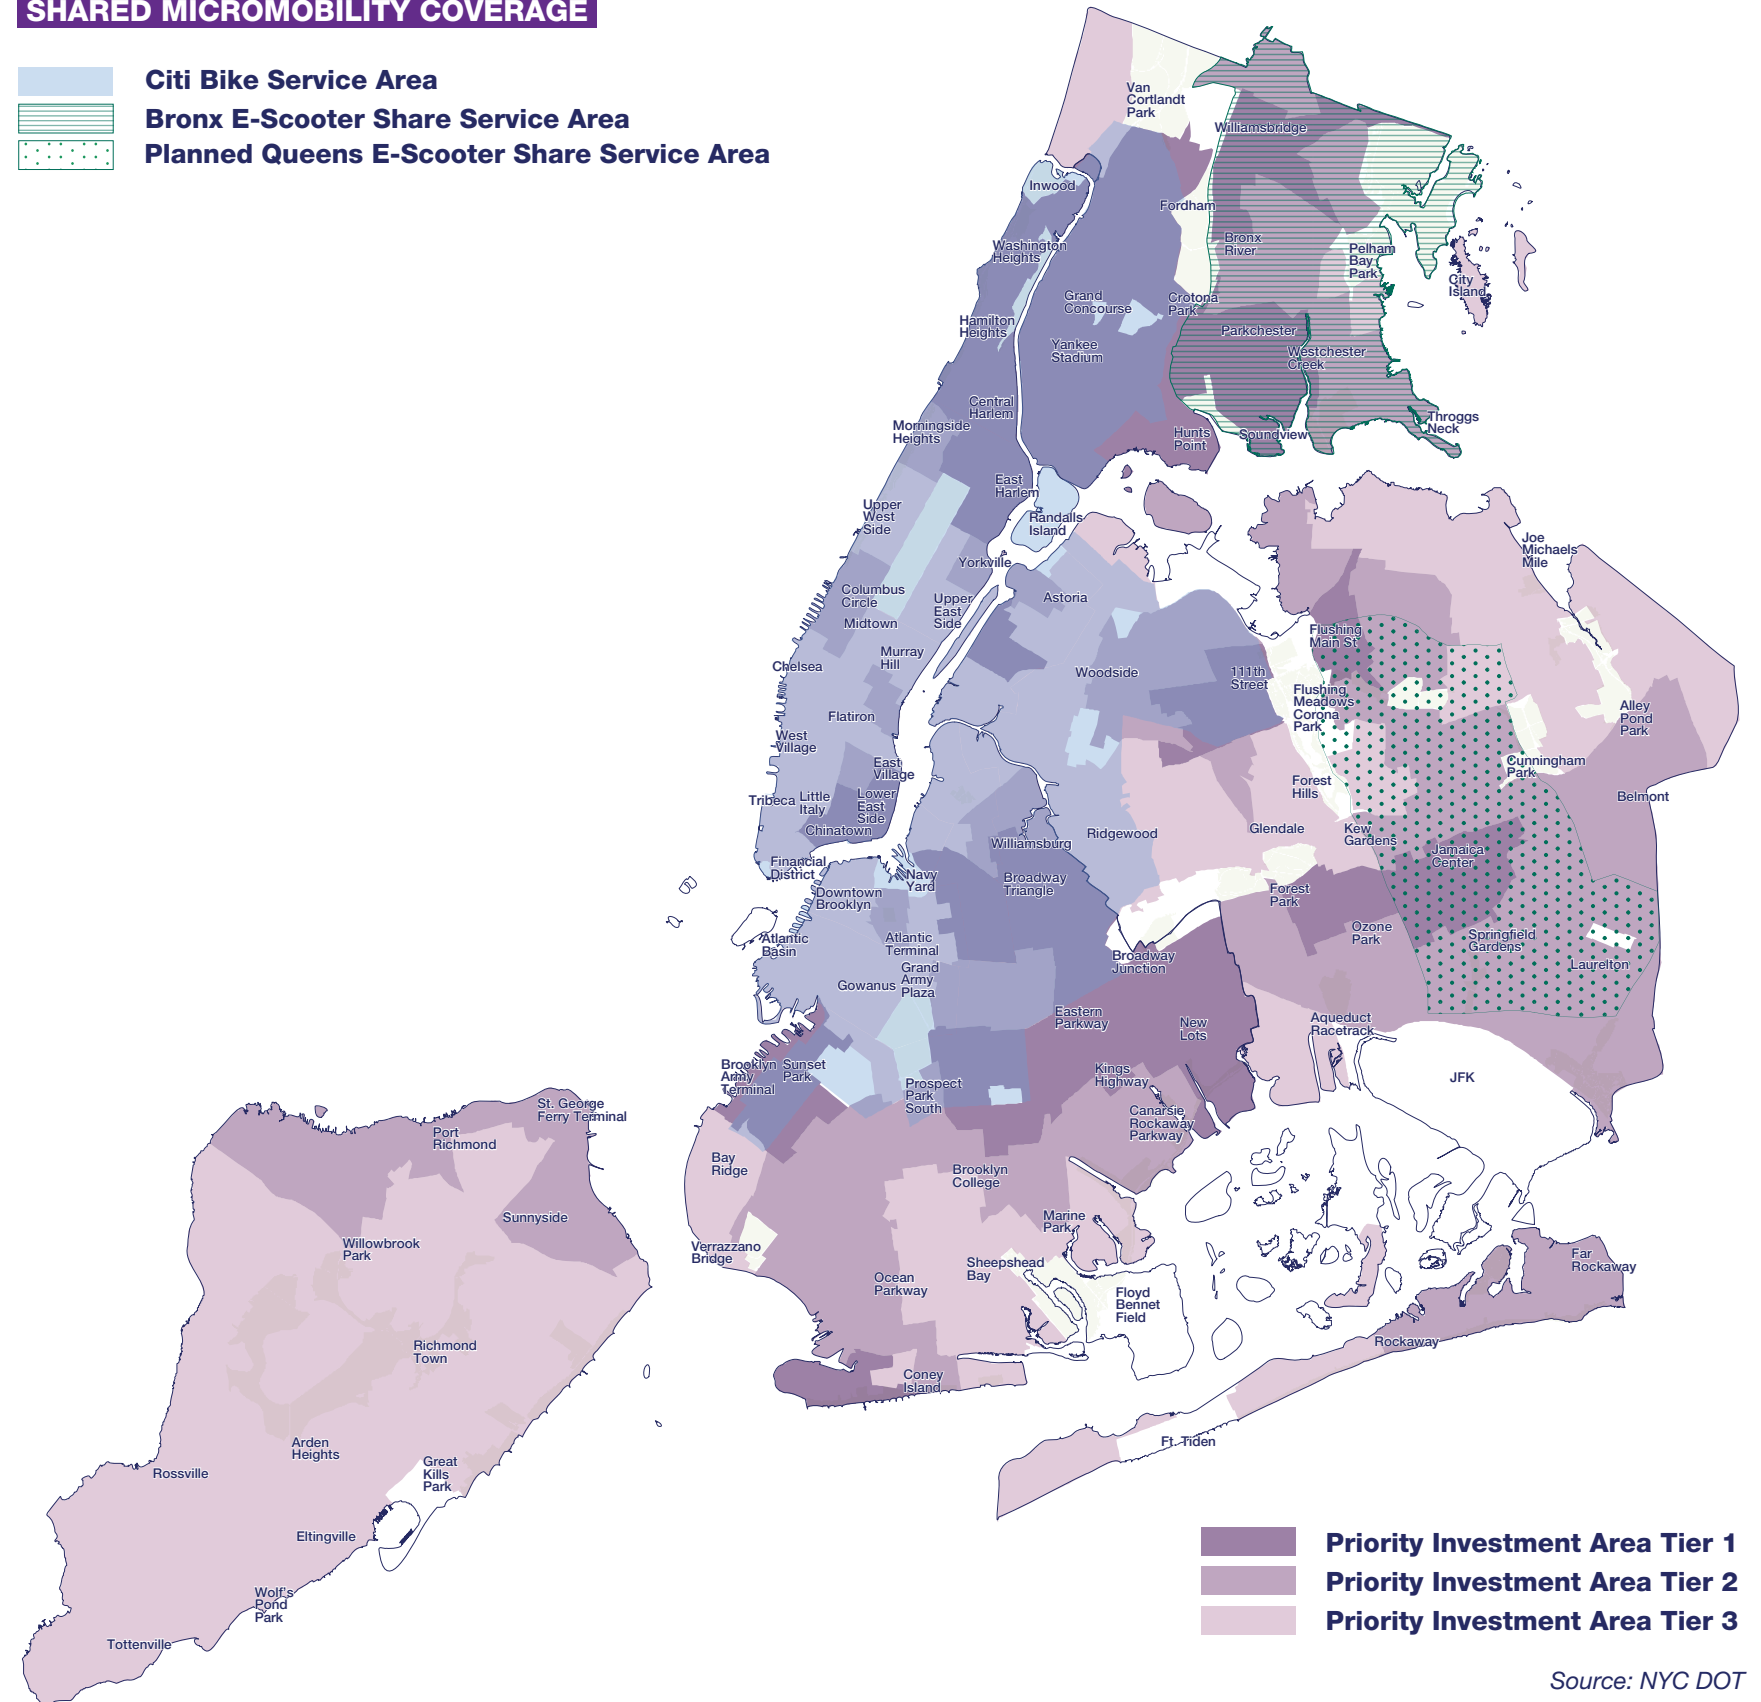 SHARED MICROMOBILITY COVERAGE
Citi Bike Service Area
Bronx E-Scooter Share Service Area
Planned Queens E-Scooter Share Service Area
Van
Cortlandt
Park
Williamsbridge
Inwood
Fordham
Washington
Heights
Bronx
River
Pelham
Bay
Park
City
Island
Grand
Concourse
Crotona
Park
Hamilton
Heights
Parkchester
Yankee
Stadium
Westchester
Creek
Central
Harlem
Morningside
Heights
Hunts
Point
Soundview
Throggs
Neck
East
Harlem
Randalls
Island
Upper
West
Side
Yorkville
Joe
Michaels
Mile
Columbus
Circle
Upper
East
Side
Astoria
Midtown
Flushing
Main St
Murray
Hill
Chelsea
Woodside
111th
Street
Flushing
Meadows
Corona
Park
Alley
Pond
Park
Flatiron
West
Village
East
Village
Cunningham
Park
Forest
Hills
Belmont
Tribeca
Little
Italy
Lower
East
Side
Chinatown
Williamsburg
Ridgewood
Glendale
Kew
Gardens
Jamaica
Center
Financial
District
Navy
Yard
Downtown
Brooklyn
Broadway
Triangle
Forest
Park
Atlantic
Basin
Atlantic
Terminal
Ozone
Park
Springfield
Gardens
Broadway
Junction
Laurelton
Grand
Army
Plaza
Gowanus
Eastern
Parkway
New
Lots
Aqueduct
Racetrack
Brooklyn
Army
Terminal
Sunset
Park
Kings
Highway
JFK
Prospect
Park
South
Canarsie
Rockaway
Parkway
St. George
Ferry Terminal
Port
Richmond
Bay
Ridge
Brooklyn
College
Sunnyside
Marine
Park
Willowbrook
Park
Verrazzano
Bridge
Sheepshead
Bay
Far
Rockaway
Ocean
Parkway
Floyd
Bennet
Field
Richmond
Town
Rockaway
Coney
Island
Ft. Tiden
Arden
Heights
Great
Kills
Park
Rossville
Eltingville
Wolf's
Pond
Park
Tottenville
Priority Investment Area Tier 1
Priority Investment Area Tier 2
Priority Investment Area Tier 3
Source: NYC DOT